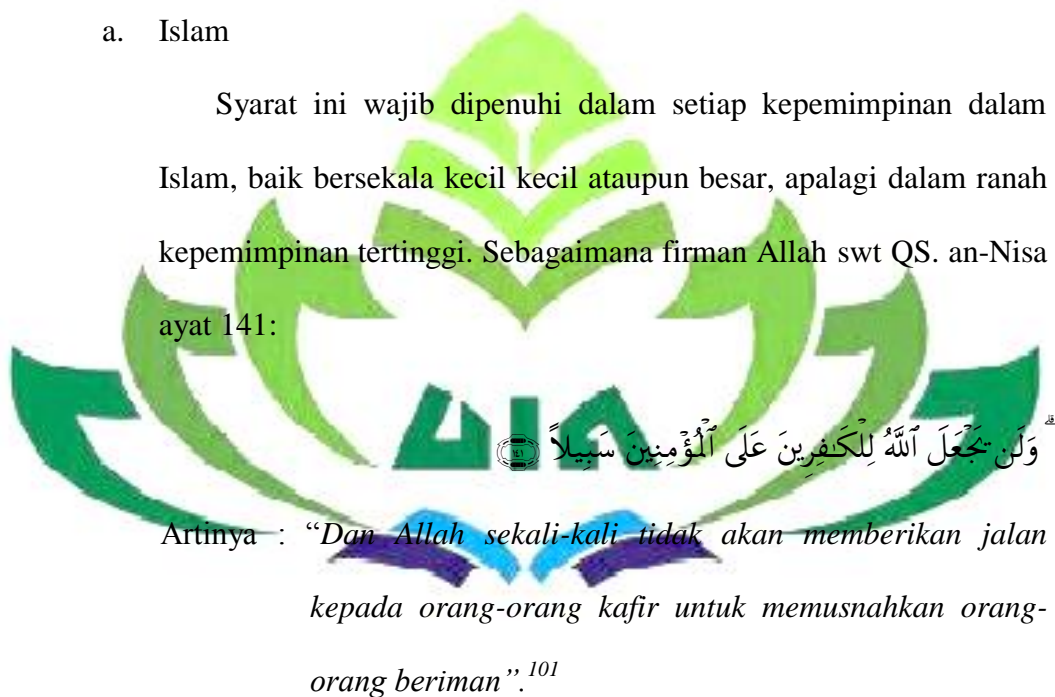 a. Islam
Syarat ini wajib dipenuhi dalam setiap kepemimpinan dalam
Islam, baik bersekala kecil kecil ataupun besar, apalagi dalam ranah
kepemimpinan tertinggi. Sebagaimana firman Allah swt QS. an-Nisa
ayat 141:
ۗ وَلَن يَجْعَلَ ٱللَّهُ لِلْكَـٰفِرِينَ عَلَى ٱلْمُؤْمِنِينَ سَبِيلاً ﴿١٤١﴾
Artinya : “Dan Allah sekali-kali tidak akan memberikan jalan
kepada orang-orang kafir untuk memusnahkan orang-
orang beriman”.101